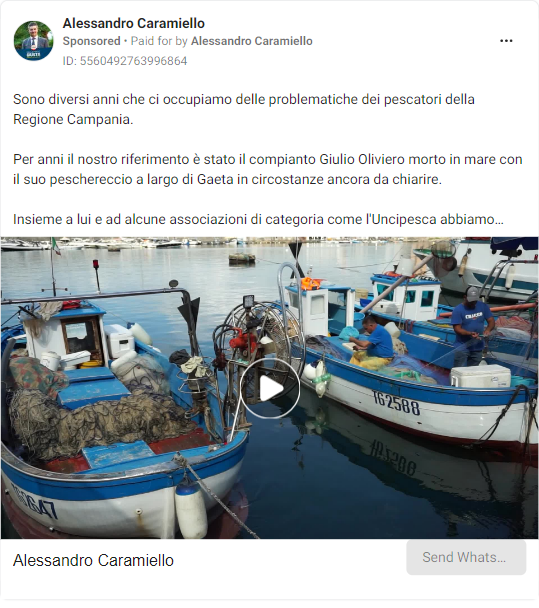 Alessandro Caramiello
Sponsored • Paid for by Alessandro Caramiello
ID: 5560492763996864
Sono diversi anni che ci occupiamo delle problematiche dei pescatori della
Regione Campania.
Per anni il nostro riferimento è stato il compianto Giulio Oliviero morto in mare con
il suo peschereccio a largo di Gaeta in circostanze ancora da chiarire.
Insieme a lui e ad alcune associazioni di categoria come l'Uncipesca abbiamo...
162588
Alessandro Caramiello
Send Whats...